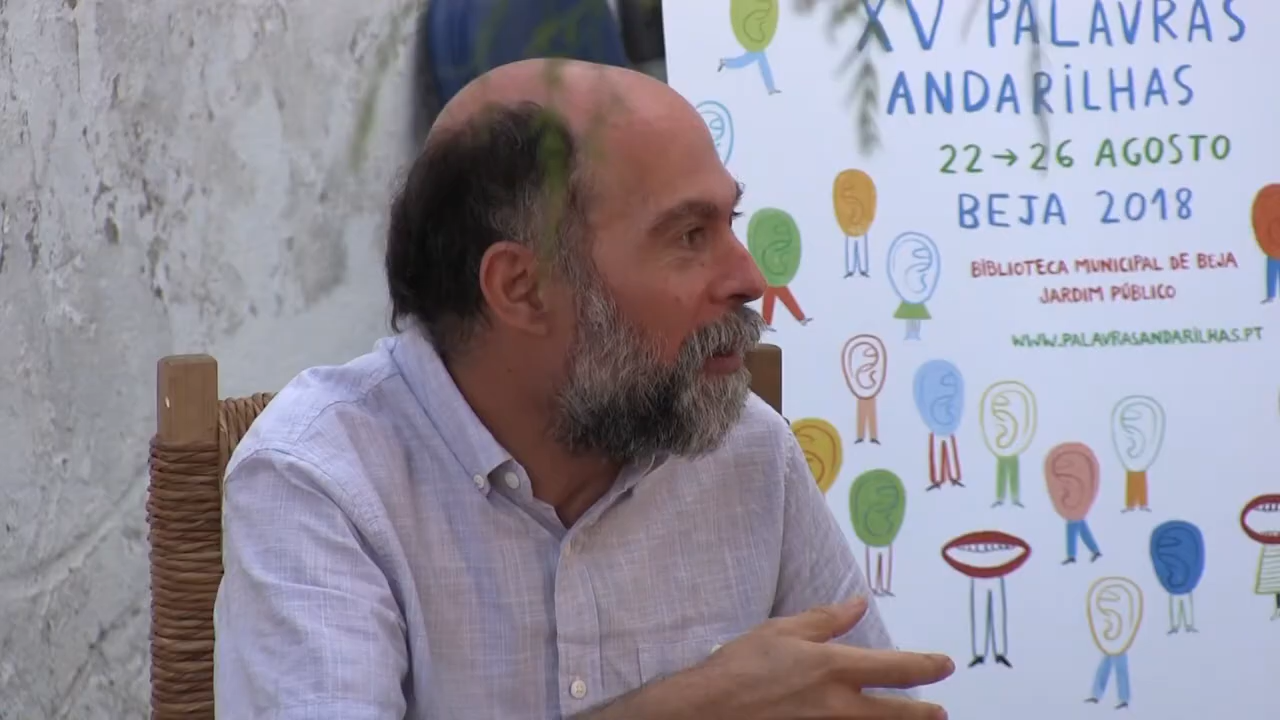 XV PALAVRAS
ANDARiLHAS
22→26 AGOSTO
BEJA 2018
BiBLiOTECA MUNiCiPAL DE BEJA
JARDiM PÚBLiCO
WWW.PALAVRASANDARiLHAS.PT